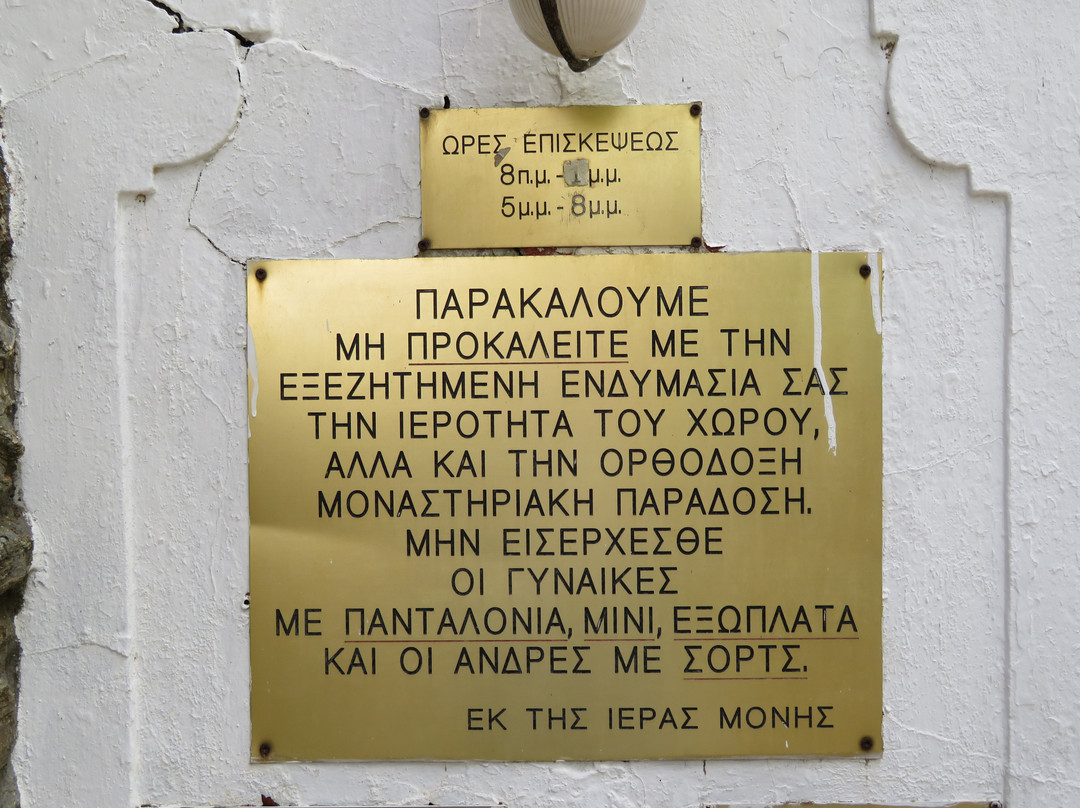 ΩΡΕΣ ΕΠΙΣΚΕΨΕΩΣ
8π.μ. - 1μ.μ.
5μ.μ. - 8μ.μ.
ΠΑΡΑΚΑΛΟΥΜΕ
ΜΗ ΠΡΟΚΑΛΕΙΤΕ ΜΕ ΤΗΝ
ΕΞΕΖΗΤΗΜΕΝΗ ΕΝΔΥΜΑΣΙΑ ΣΑΣ
ΤΗΝ ΙΕΡΟΤΗΤΑ ΤΟΥ ΧΩΡΟΥ,
ΑΛΛΑ ΚΑΙ ΤΗΝ ΟΡΘΟΔΟΞΗ
ΜΟΝΑΣΤΗΡΙΑΚΗ ΠΑΡΑΔΟΣΗ.
ΜΗΝ ΕΙΣΕΡΧΕΣΘΕ
ΟΙ ΓΥΝΑΙΚΕΣ
ΜΕ ΠΑΝΤΑΛΟΝΙΑ, ΜΙΝΙ, ΕΞΩΠΛΑΤΑ
ΚΑΙ ΟΙ ΑΝΔΡΕΣ ΜΕ ΣΟΡΤΣ.
ΕΚ ΤΗΣ ΙΕΡΑΣ ΜΟΝΗΣ